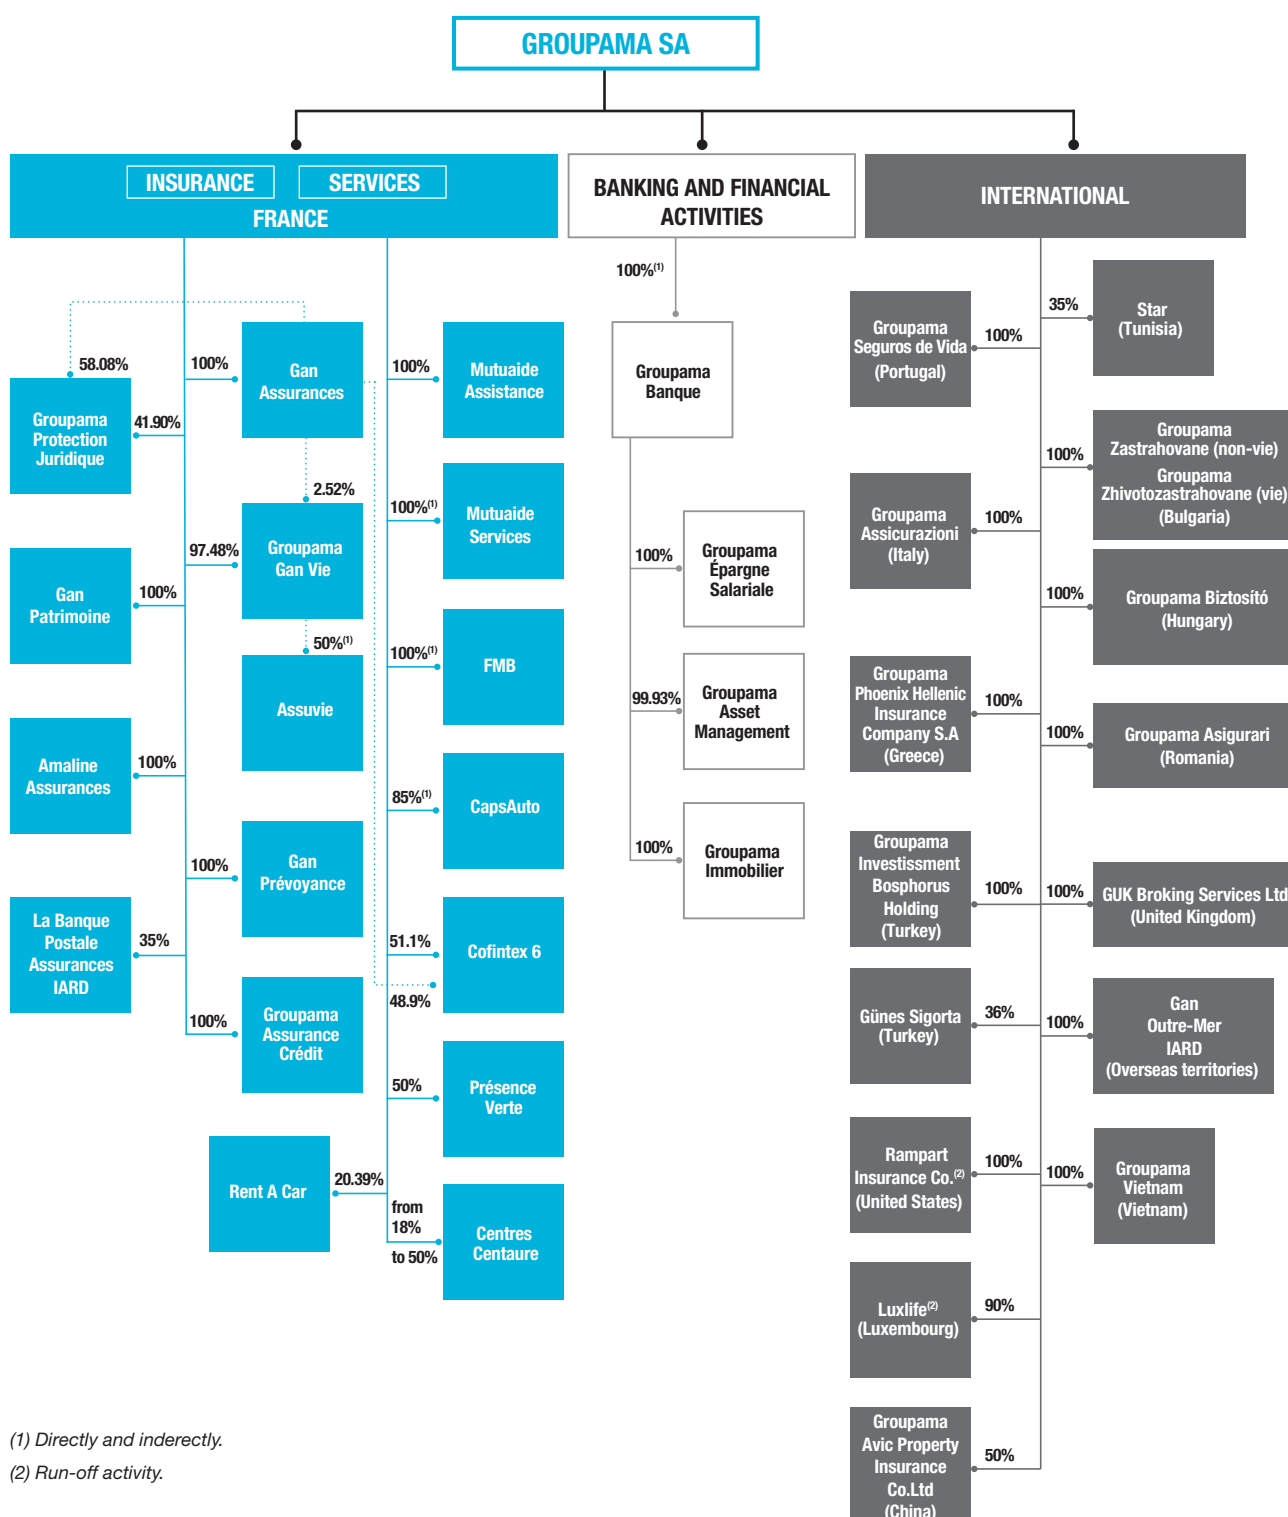 GROUPAMA SA
INSURANCE
SERVICES
FRANCE
BANKING AND FINANCIAL
ACTIVITIES
INTERNATIONAL
58.08%
Groupama
Protection
Juridique
41.90%
Gan
Patrimoine
100%
Amaline
Assurances
100%
La Banque
Postale
Assurances
IARD
35%
100%
Gan
Assurances
2.52%
97.48%
Groupama
Gan Vie
50%(1)
Assuvie
100%
Gan
Prévoyance
100%
Groupama
Assurance
Crédit
Rent A Car
20.39%
100%
Mutuaide
Assistance
100%(1)
Mutuaide
Services
100%(1)
FMB
85%(1)
CapsAuto
51.1%
Cofintex 6
48.9%
50%
Présence
Verte
from
18%
to 50%
Centres
Centaure
100%(1)
Groupama
Banque
100%
Groupama
Épargne
Salariale
99.93%
Groupama
Asset
Management
100%
Groupama
Immobilier
Groupama
Seguros de Vida
(Portugal)
100%
Groupama
Assicurazioni
(Italy)
100%
Groupama
Phoenix Hellenic
Insurance
Company S.A
(Greece)
100%
Groupama
Investissment
Bosphorus
Holding
(Turkey)
100%
Günes Sigorta
(Turkey)
36%
Rampart
Insurance Co.(2)
(United States)
100%
Luxlife(2)
(Luxembourg)
90%
Groupama
Avic Property
Insurance
Co.Ltd
(China)
50%
35%
Star
(Tunisia)
100%
Groupama
Zastrahovane (non-vie)
Groupama
Zhivotozastrahovane (vie)
(Bulgaria)
100%
Groupama Biztosító
(Hungary)
100%
Groupama Asigurari
(Romania)
100%
GUK Broking Services Ltd
(United Kingdom)
100%
Gan
Outre-Mer
IARD
(Overseas territories)
100%
Groupama
Vietnam
(Vietnam)
(1) Directly and inderectly.
(2) Run-off activity.